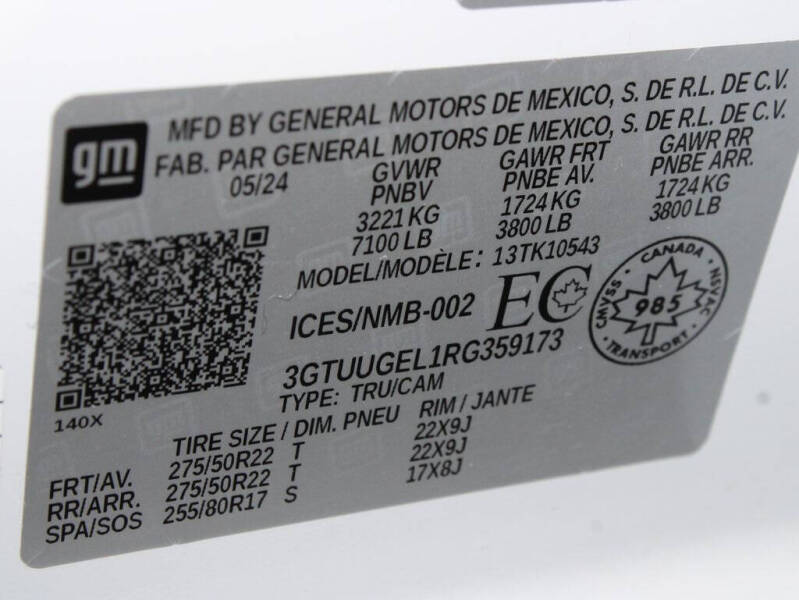 gm
MFD BY GENERAL MOTORS DE MEXICO, S. DE R.L. DE C.V.
FAB. PAR GENERAL MOTORS DE MEXICO, S. DE R.L. DE C.V.
05/24 GVWR GAWR FRT GAWR RR
PNBV PNBE AV. PNBE ARR.
3221 KG 1724 KG 1724 KG
7100 LB 3800 LB 3800 LB
MODEL/MODÈLE: 13TK10543
ICES/NMB-002 EC
CANADA
CMVSS 985 NSVAC
TRANSPORT
3GTUUGEL1RG359173
TYPE: TRU/CAM
140X
TIRE SIZE / DIM. PNEU RIM / JANTE
FRT/AV. 275/50R22 T 22X9J
RR/ARR. 275/50R22 T 22X9J
SPA/SOS 255/80R17 S 17X8J